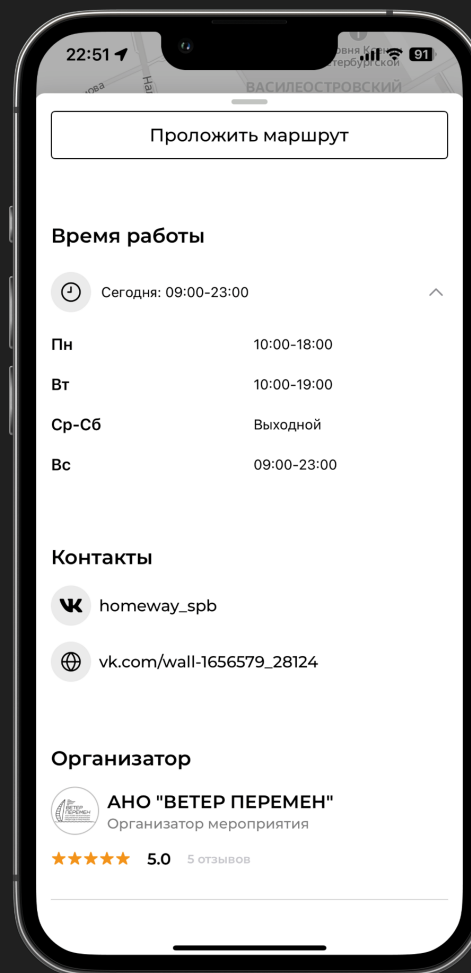 22:51
91
ВАСИЛЕОСТРОВСКИЙ
Проложить маршрут
Время работы
Сегодня: 09:00-23:00
Пн 10:00-18:00
Вт 10:00-19:00
Ср-Сб Выходной
Вс 09:00-23:00
Контакты
homeway_spb
vk.com/wall-1656579_28124
Организатор
ВЕТЕР
ПЕРЕМЕН
АНО "ВЕТЕР ПЕРЕМЕН"
Организатор мероприятия
5.0 5 отзывов